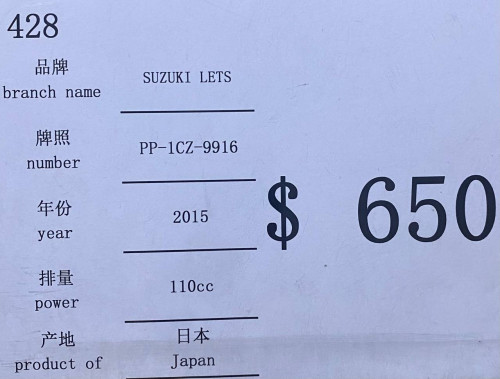 428
品牌
branch name
SUZUKI LETS
牌照
number
PP-1CZ-9916
年份
year
2015
$ 650
排量
power
110cc
产地
product of
日本
Japan